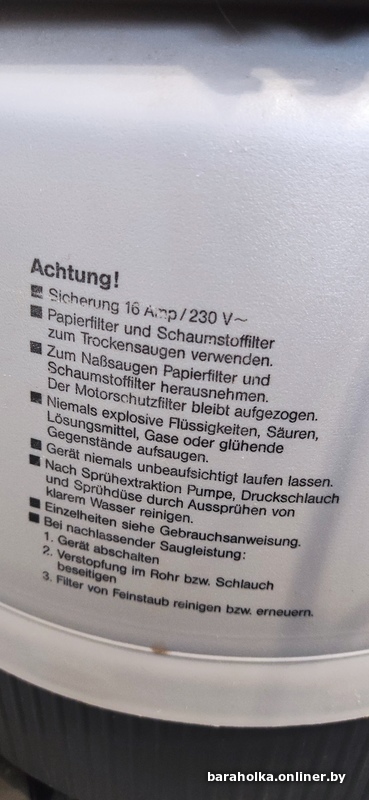 Achtung!
■ Sicherung 16 Amp/230 V~
■ Papierfilter und Schaumstoffilter
zum Trockensaugen verwenden.
■ Zum Naßsaugen Papierfilter und
Schaumstoffilter herausnehmen.
Der Motorschutzfilter bleibt aufgezogen.
■ Niemals explosive Flüssigkeiten, Säuren,
Lösungsmittel, Gase oder glühende
Gegenstände aufsaugen.
■ Gerät niemals unbeaufsichtigt laufen lassen.
■ Nach Sprühextraktion Pumpe, Druckschlauch
und Sprühdüse durch Aussprühen von
klarem Wasser reinigen.
■ Einzelheiten siehe Gebrauchsanweisung.
■ Bei nachlassender Saugleistung:
1. Gerät abschalten
2. Verstopfung im Rohr bzw. Schlauch
beseitigen
3. Filter von Feinstaub reinigen bzw. erneuern.
baraholka.onliner.by